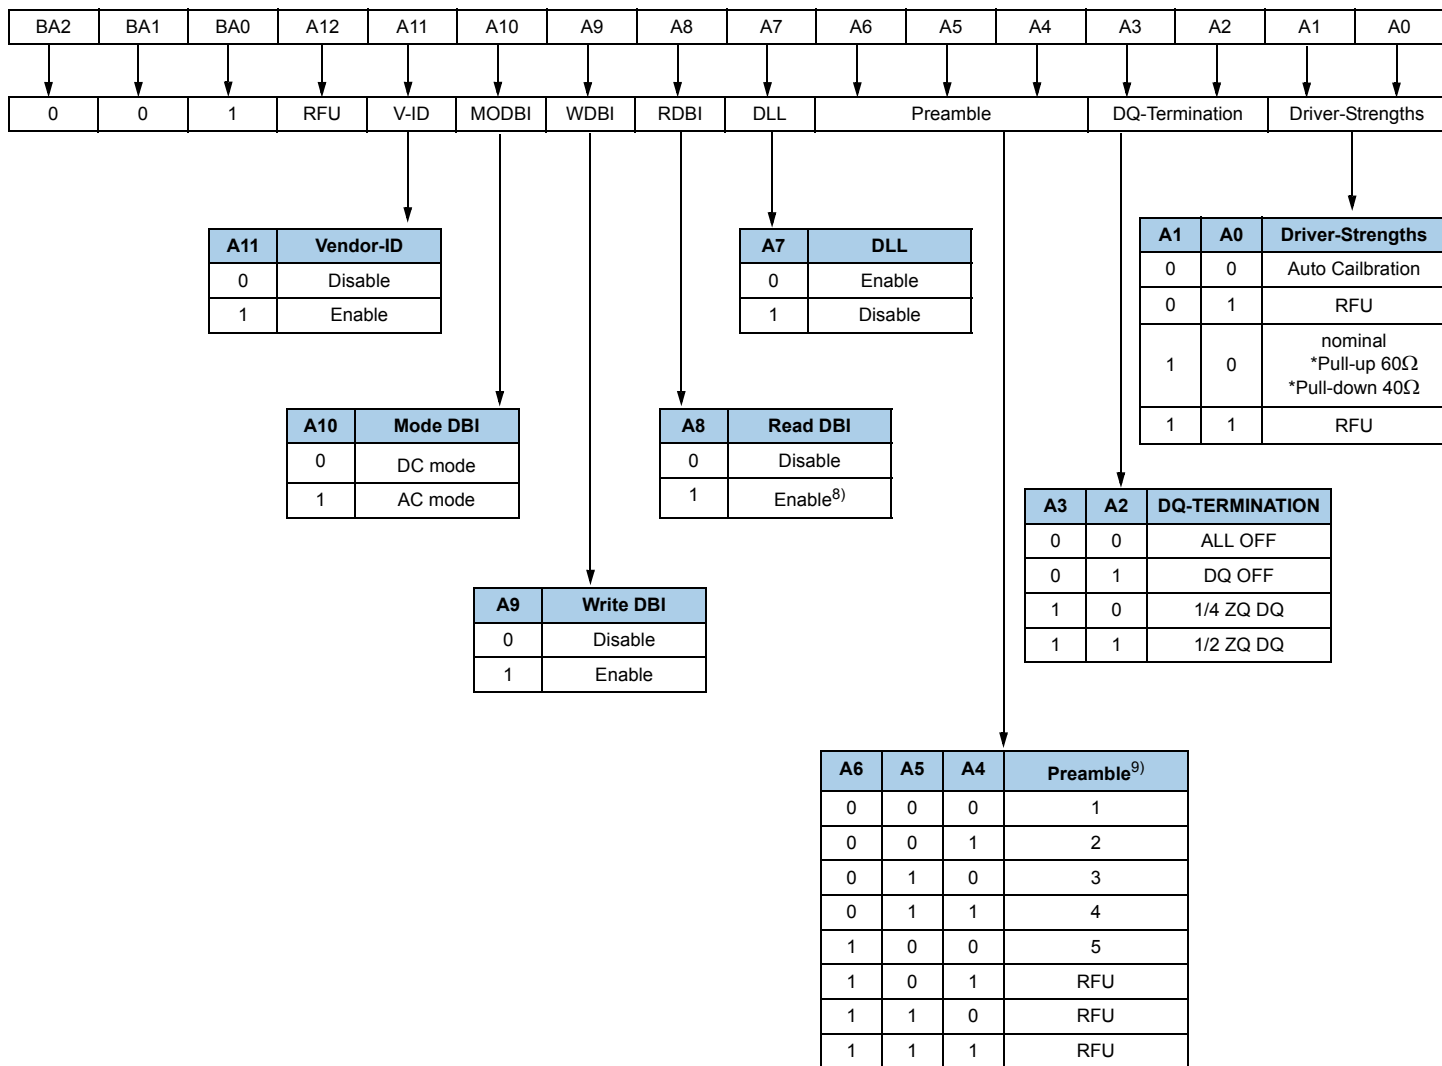 BA2 BA1 BA0 A12 A11 A10 A9 A8 A7 A6 A5 A4 A3 A2 A1 A0
0 0 1 RFU V-ID MODBI WDBI RDBI DLL Preamble DQ-Termination Driver-Strengths
A11 Vendor-ID
0 Disable
1 Enable
A7 DLL
0 Enable
1 Disable
A1 A0 Driver-Strengths
0 0 Auto Cailbration
0 1 RFU
1 0 nominal
*Pull-up 60Ω
*Pull-down 40Ω
1 1 RFU
A10 Mode DBI
0 DC mode
1 AC mode
A8 Read DBI
0 Disable
1 Enable8)
A3 A2 DQ-TERMINATION
0 0 ALL OFF
0 1 DQ OFF
1 0 1/4 ZQ DQ
1 1 1/2 ZQ DQ
A9 Write DBI
0 Disable
1 Enable
A6 A5 A4 Preamble9)
0 0 0 1
0 0 1 2
0 1 0 3
0 1 1 4
1 0 0 5
1 0 1 RFU
1 1 0 RFU
1 1 1 RFU